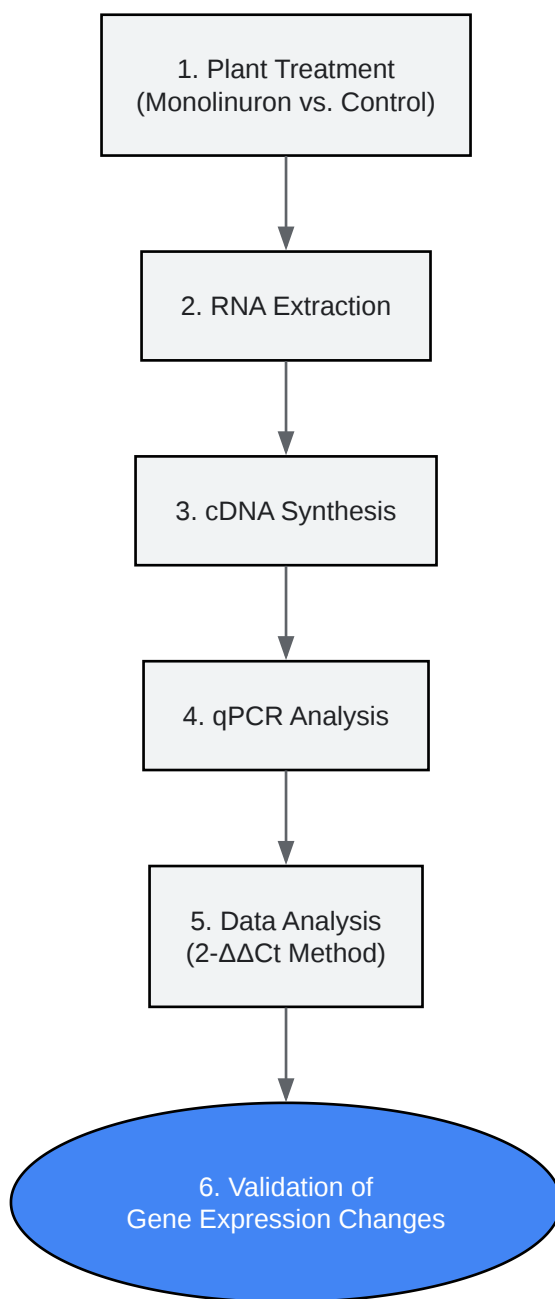 1. Plant Treatment
(Monolinuron vs. Control)
2. RNA Extraction
3. cDNA Synthesis
4. qPCR Analysis
5. Data Analysis
(2-ΔΔCt Method)
6. Validation of
Gene Expression Changes